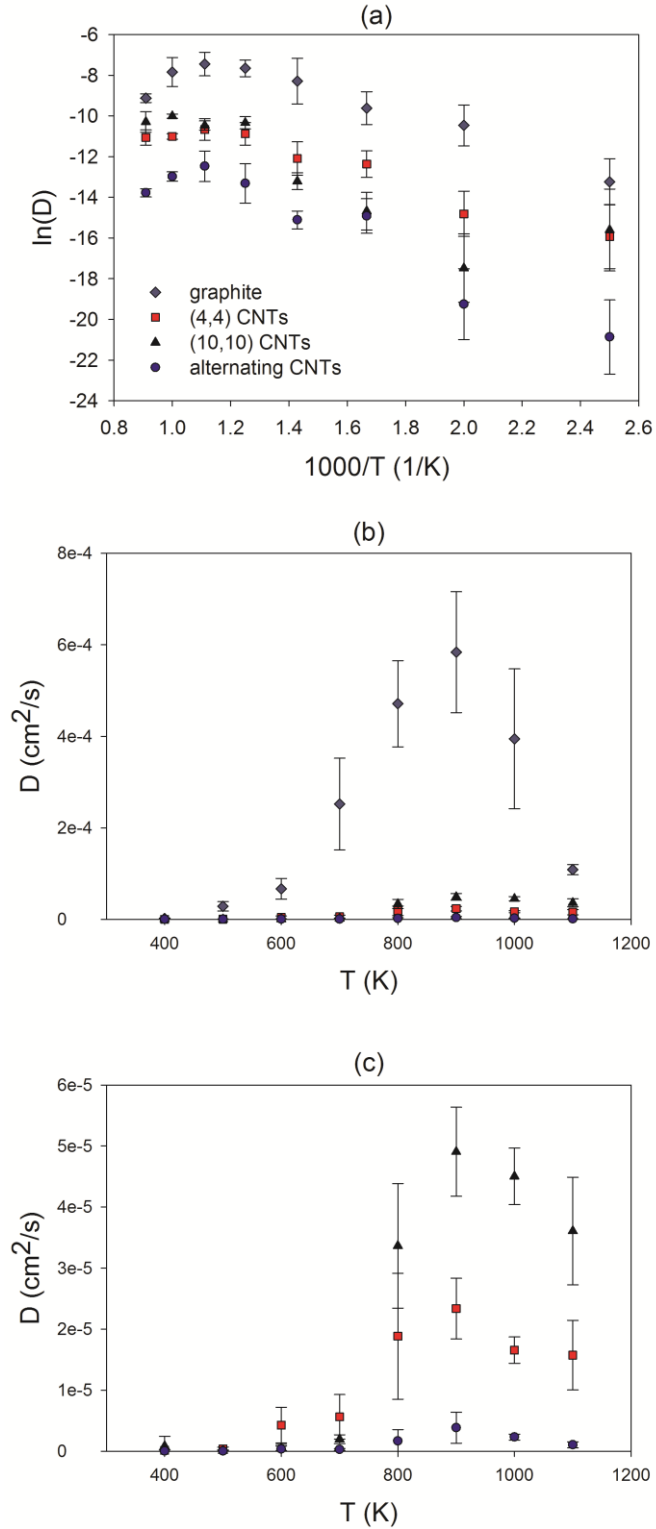 (a)
-6
-8
-10
-12
-14
-16
-18
-20
-22
-24
ln(D)
graphite
(4,4) CNTs
(10,10) CNTs
alternating CNTs
0.8 1.0 1.2 1.4 1.6 1.8 2.0 2.2 2.4 2.6
1000/T (1/K)
(b)
8e-4
6e-4
4e-4
2e-4
0
D (cm²/s)
400 600 800 1000 1200
T (K)
(c)
6e-5
5e-5
4e-5
3e-5
2e-5
1e-5
0
D (cm²/s)
400 600 800 1000 1200
T (K)